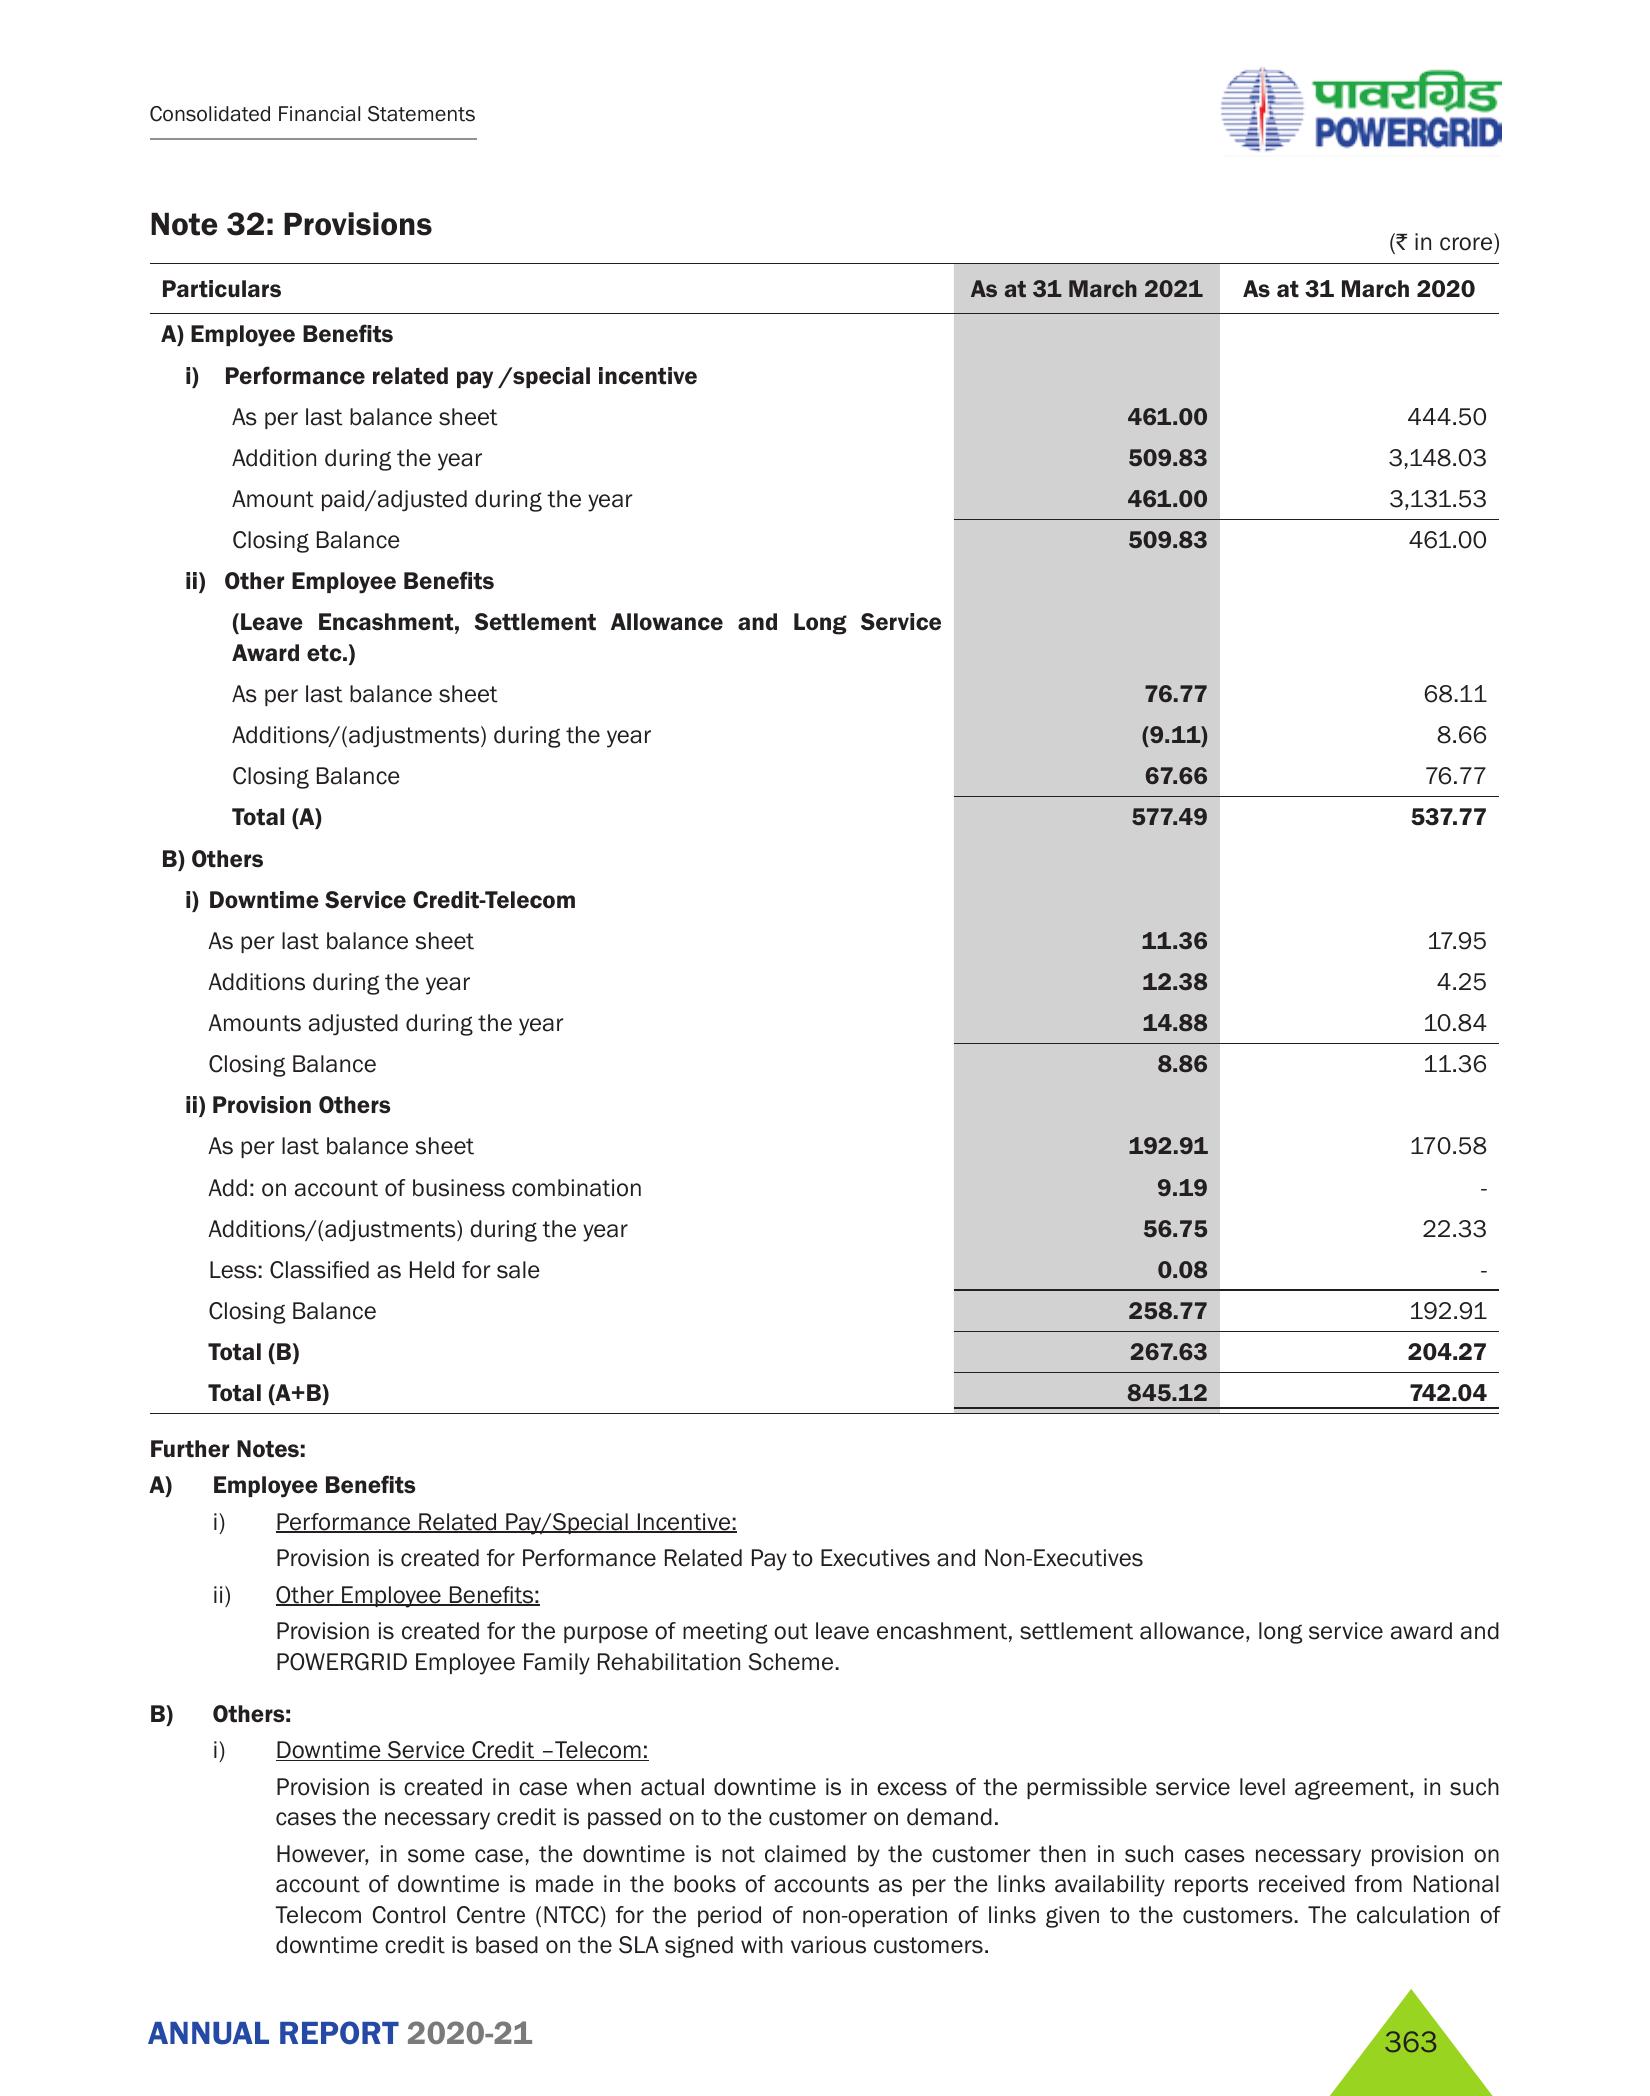 Consolidated Financial Statements
पावरग्रिड
POWERGRID
Note 32: Provisions
(₹ in crore)
Particulars As at 31 March 2021 As at 31 March 2020
A) Employee Benefits
i) Performance related pay /special incentive
As per last balance sheet 461.00 444.50
Addition during the year 509.83 3,148.03
Amount paid/adjusted during the year 461.00 3,131.53
Closing Balance 509.83 461.00
ii) Other Employee Benefits
(Leave Encashment, Settlement Allowance and Long Service
Award etc.)
As per last balance sheet 76.77 68.11
Additions/(adjustments) during the year (9.11) 8.66
Closing Balance 67.66 76.77
Total (A) 577.49 537.77
B) Others
i) Downtime Service Credit-Telecom
As per last balance sheet 11.36 17.95
Additions during the year 12.38 4.25
Amounts adjusted during the year 14.88 10.84
Closing Balance 8.86 11.36
ii) Provision Others
As per last balance sheet 192.91 170.58
Add: on account of business combination 9.19 -
Additions/(adjustments) during the year 56.75 22.33
Less: Classified as Held for sale 0.08 -
Closing Balance 258.77 192.91
Total (B) 267.63 204.27
Total (A+B) 845.12 742.04
Further Notes:
A) Employee Benefits
i) Performance Related Pay/Special Incentive:
Provision is created for Performance Related Pay to Executives and Non-Executives
ii) Other Employee Benefits:
Provision is created for the purpose of meeting out leave encashment, settlement allowance, long service award and
POWERGRID Employee Family Rehabilitation Scheme.
B) Others:
i) Downtime Service Credit –Telecom:
Provision is created in case when actual downtime is in excess of the permissible service level agreement, in such
cases the necessary credit is passed on to the customer on demand.
However, in some case, the downtime is not claimed by the customer then in such cases necessary provision on
account of downtime is made in the books of accounts as per the links availability reports received from National
Telecom Control Centre (NTCC) for the period of non-operation of links given to the customers. The calculation of
downtime credit is based on the SLA signed with various customers.
ANNUAL REPORT 2020-21
363